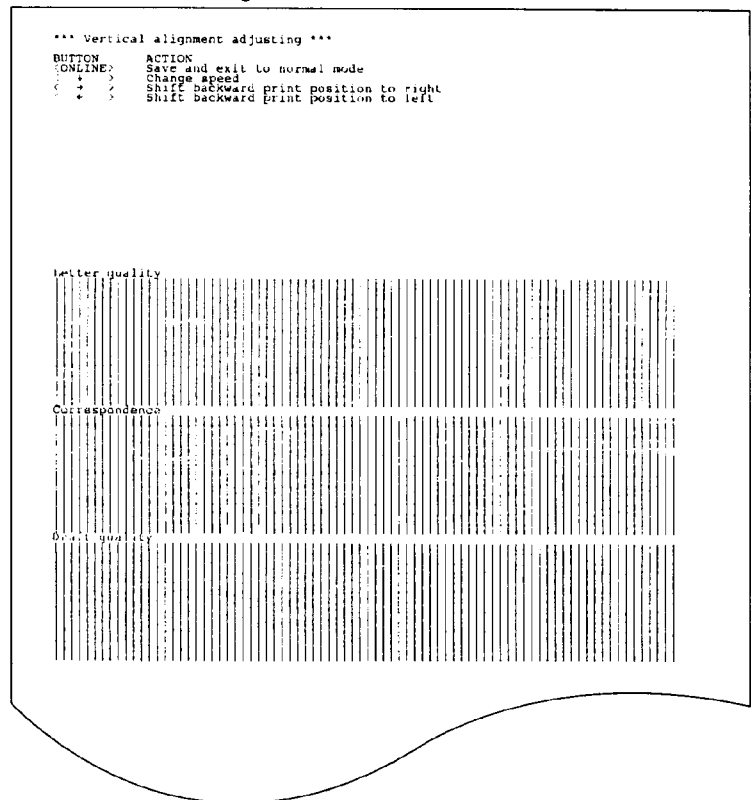 *** Vertical alignment adjusting ***
BUTTON ACTION
<ONLINE> Save and exit to normal mode
< ↓ > Change speed
< → > Shift backward print position to right
< ← > Shift backward print position to left
Letter quality
Correspondence
Draft quality